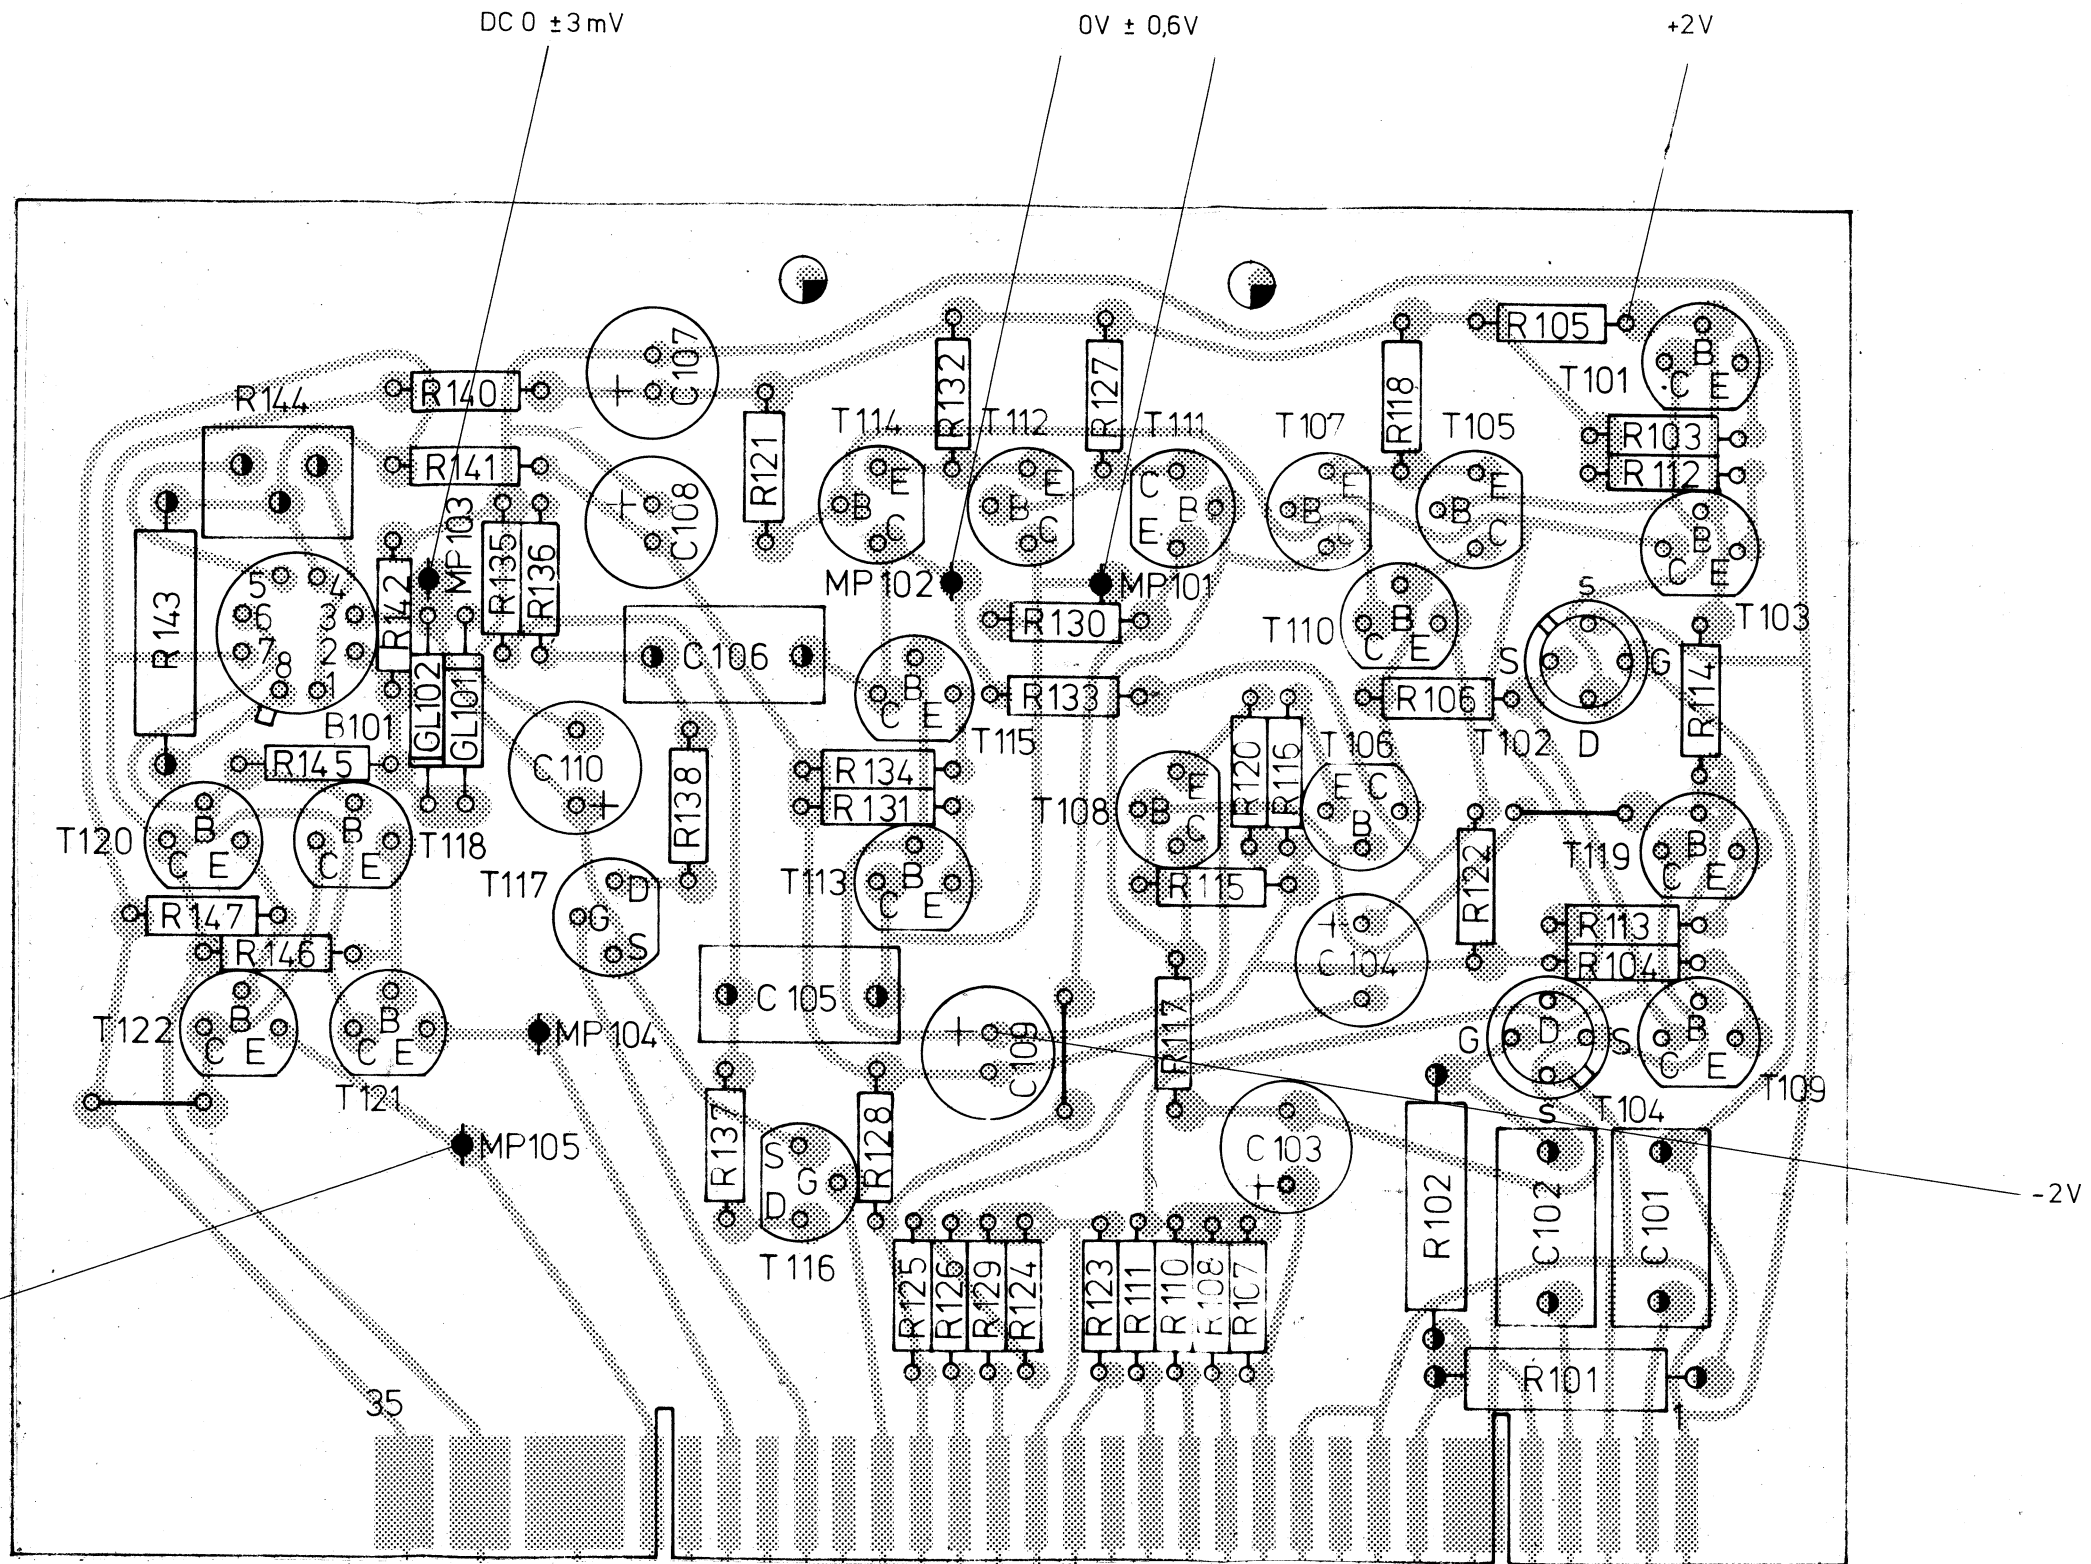 DC 0 ±3 mV
0V ± 0,6V
+2V
R105
C107
R132
R127
B
T101
C E
R140
R144
R118
T114
T112
T111
T107
T105
R103
R141
R121
R112
E
B
C
E
B
C
C
B
E
E
B
C
E
B
C
+
C108
+
MP103
R135
R136
B
C E
T103
5 4
6 3
7 2
8 1
R142
R143
MP102
MP101
R130
T110
B
C E
s
S G
D
T102
R114
C106
B
C E
T115
R133
R106
B101
GL102
GL101
R145
C110
+
R138
R134
R131
R120
R116
T106
E C
B
T108
E
B
C
R122
T120
B
C E
B
C E
T118
T119
B
C E
T117
D
G
S
T113
B
C E
R115
R147
R146
R113
R104
+
C104
T122
B
C E
B
C E
T121
MP104
C105
+
C109
R117
G D S
s
T104
B
C E
T109
MP105
R137
S
G
D
T116
R128
C103
+
R102
C102
C101
-2V
R125
R126
R129
R124
R123
R111
R110
R108
R107
R101
35
1